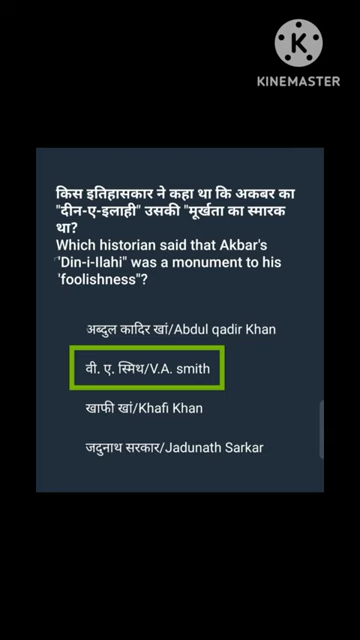 K
KINEMASTER
किस इतिहासकार ने कहा था कि अकबर का
"दीन-ए-इलाही" उसकी "मूर्खता का स्मारक
था?
Which historian said that Akbar's
"Din-i-Ilahi" was a monument to his
'foolishness"?
अब्दुल कादिर खां/Abdul qadir Khan
वी. ए. स्मिथ/V.A. smith
खाफी खां/Khafi Khan
जदुनाथ सरकार/Jadunath Sarkar